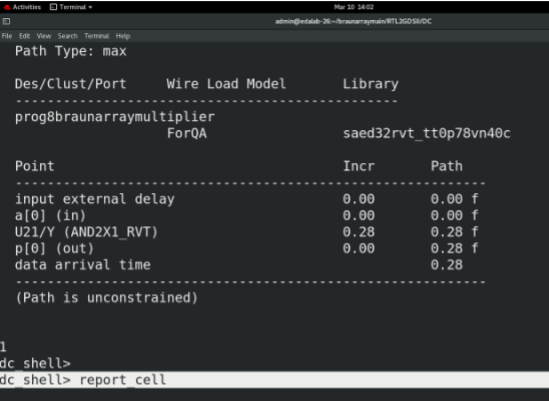 Activities Terminal Mar 10 14:02
admin@edalab-26:~/braunarraymain/RTL2GDSII/DC
File Edit View Search Terminal Help
Path Type: max
Des/Clust/Port Wire Load Model Library
------------------------------------------------
prog8braunarraymultiplier
ForQA saed32rvt_tt0p78vn40c
Point Incr Path
-----------------------------------------------------------
input external delay 0.00 0.00 f
a[0] (in) 0.00 0.00 f
U21/Y (AND2X1_RVT) 0.28 0.28 f
p[0] (out) 0.00 0.28 f
data arrival time 0.28
-----------------------------------------------------------
(Path is unconstrained)
1
dc_shell>
dc_shell> report_cell